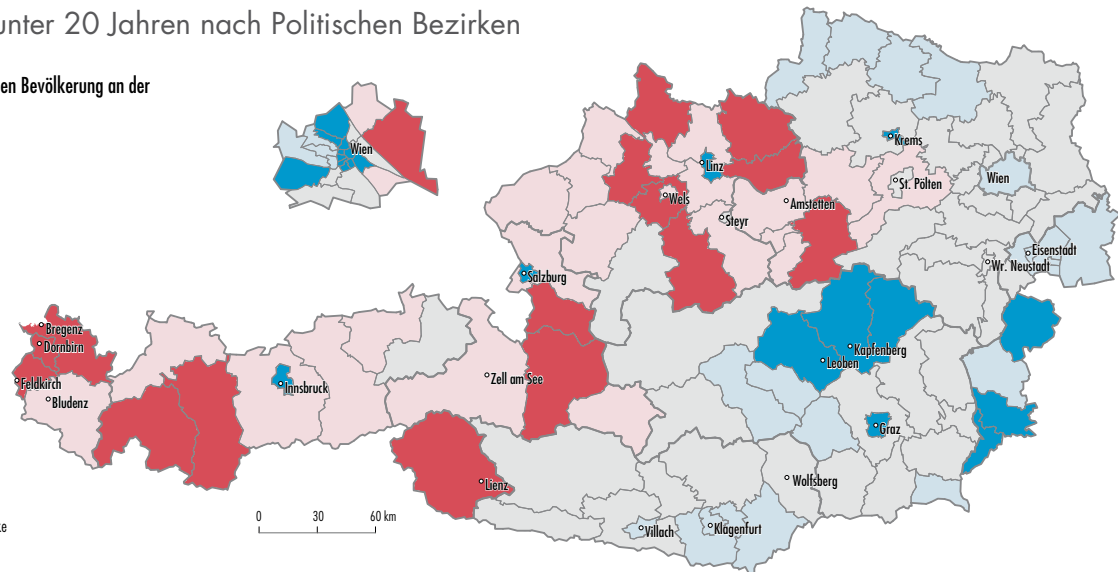 unter 20 Jahren nach Politischen Bezirken
en Bevölkerung an der
Wien
Krems
Linz
St. Pölten
Wien
Wels
Amstetten
Steyr
Eisenstadt
Wr. Neustadt
Salzburg
Bregenz
Dornbirn
Kapfenberg
Leoben
Feldkirch
Zell am See
Innsbruck
Bludenz
Graz
Lienz
Wolfsberg
0 30 60 km
ke
Villach
Klagenfurt